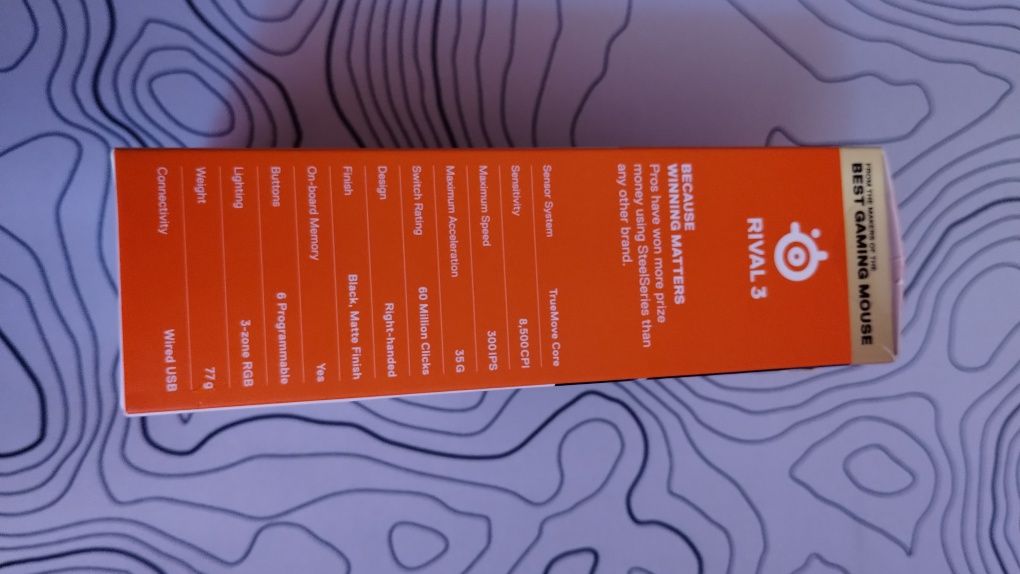 FROM THE MAKERS OF THE
BEST GAMING MOUSE
RIVAL 3
BECAUSE
WINNING MATTERS
Pros have won more prize
money using SteelSeries than
any other brand.
Sensor System TrueMove Core
Sensitivity 8,500CPI
Maximum Speed 300IPS
Maximum Acceleration 35G
Switch Rating 60 Million Clicks
Design Right-handed
Finish Black, Matte Finish
On-board Memory Yes
Buttons 6 Programmable
Lighting 3-zone RGB
Weight 77g
Connectivity Wired USB